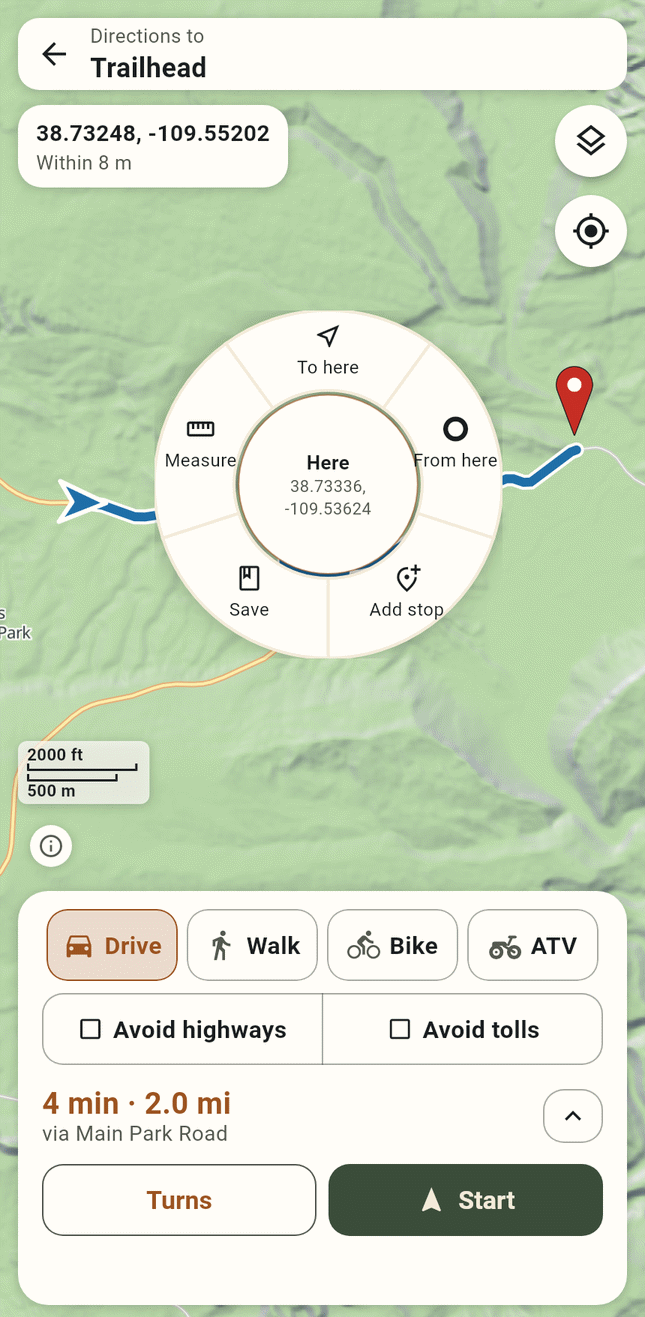 Directions to
Trailhead
38.73248, -109.55202
Within 8 m
To here
Measure
From here
Here
38.73336,
-109.53624
Save
Add stop
s
Park
2000 ft
500 m
Drive
Walk
Bike
ATV
Avoid highways
Avoid tolls
4 min · 2.0 mi
via Main Park Road
Turns
Start